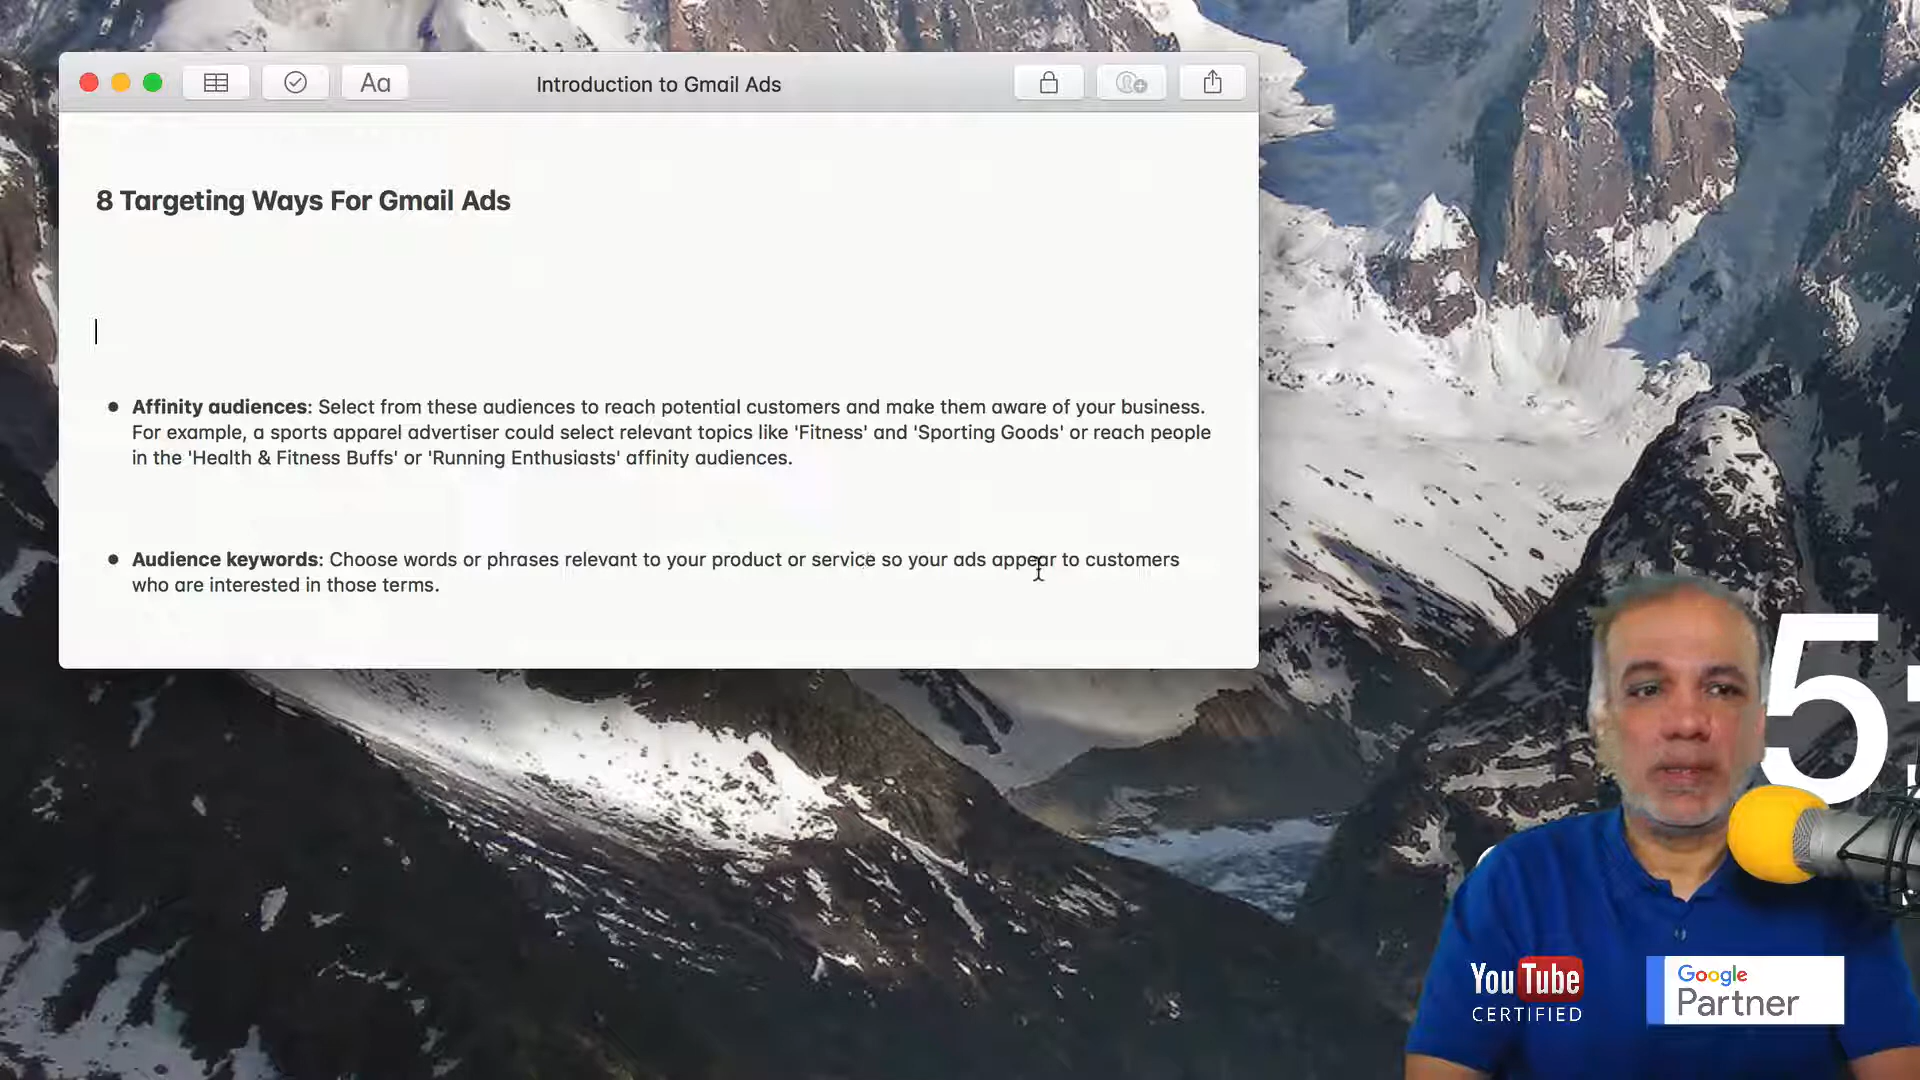 Aa
Introduction to Gmail Ads
8 Targeting Ways For Gmail Ads
Affinity audiences: Select from these audiences to reach potential customers and make them aware of your business.
For example, a sports apparel advertiser could select relevant topics like 'Fitness' and 'Sporting Goods' or reach people
in the 'Health & Fitness Buffs' or 'Running Enthusiasts' affinity audiences.
Audience keywords: Choose words or phrases relevant to your product or service so your ads appear to customers
who are interested in those terms.
5:
YouTube
CERTIFIED
Google
Partner